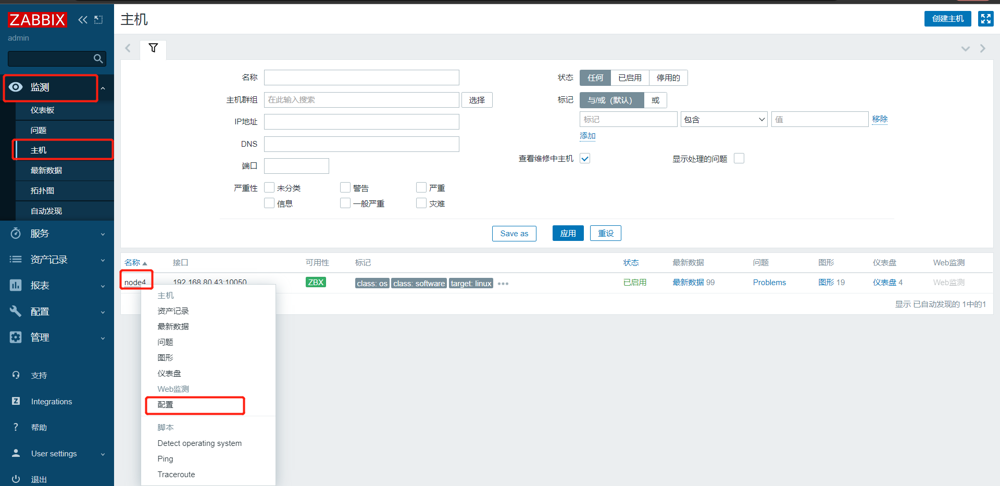 ZABBIX
admin
监测
仪表板
问题
主机
最新数据
拓扑图
自动发现
服务
资产记录
报表
配置
管理
支持
Z Integrations
? 帮助
User settings
退出
主机
创建主机
名称
主机群组 在此输入搜索 选择
IP地址
DNS
端口
严重性 未分类 警告 严重
信息 一般严重 灾难
状态 任何 已启用 停用的
标记 与/或（默认） 或
标记 包含 值 移除
添加
查看维修中主机 显示处理的问题
Save as 应用 重设
名称 接口 可用性 标记 状态 最新数据 问题 图形 仪表盘 Web监测
node4 192.168.80.43:10050 ZBX class: os class: software target: linux 已启用 最新数据 99 Problems 图形 19 仪表盘 4 Web监测
显示 已自动发现的 1中的1
主机
资产记录
最新数据
问题
图形
仪表盘
Web监测
配置
脚本
Detect operating system
Ping
Traceroute